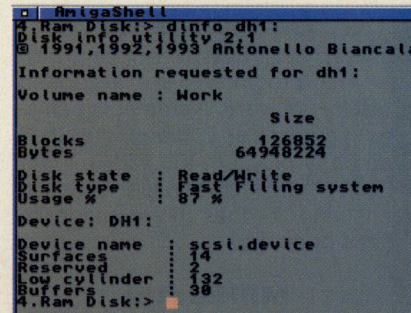 AmigaShell
4.Ram Disk:> dinfo dh1:
Disk info utility 2.1
© 1991,1992,1993 Antonello
Information requested for dh1:
Volume name : Work
Size
Blocks 126852
Bytes 64948224
Disk state : Read/Write
Disk type : Fast Filing system
Usage % : 87 %
Device: DH1:
Device name : scsi.device
Surfaces : 14
Reserved : 2
Low cylinder : 132
Buffers : 30
4.Ram Disk:>